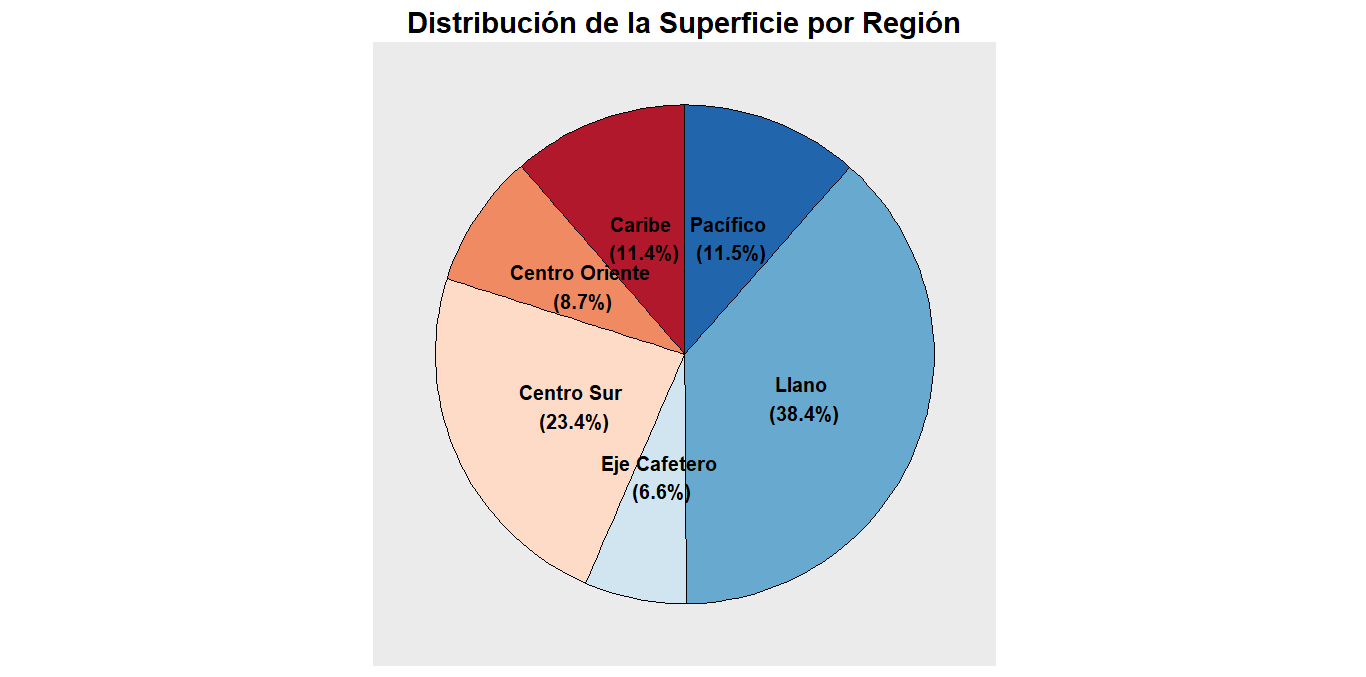 Distribución de la Superficie por Región
Caribe
(11.4%)
Pacífico
(11.5%)
Centro Oriente
(8.7%)
Llano
(38.4%)
Centro Sur
(23.4%)
Eje Cafetero
(6.6%)